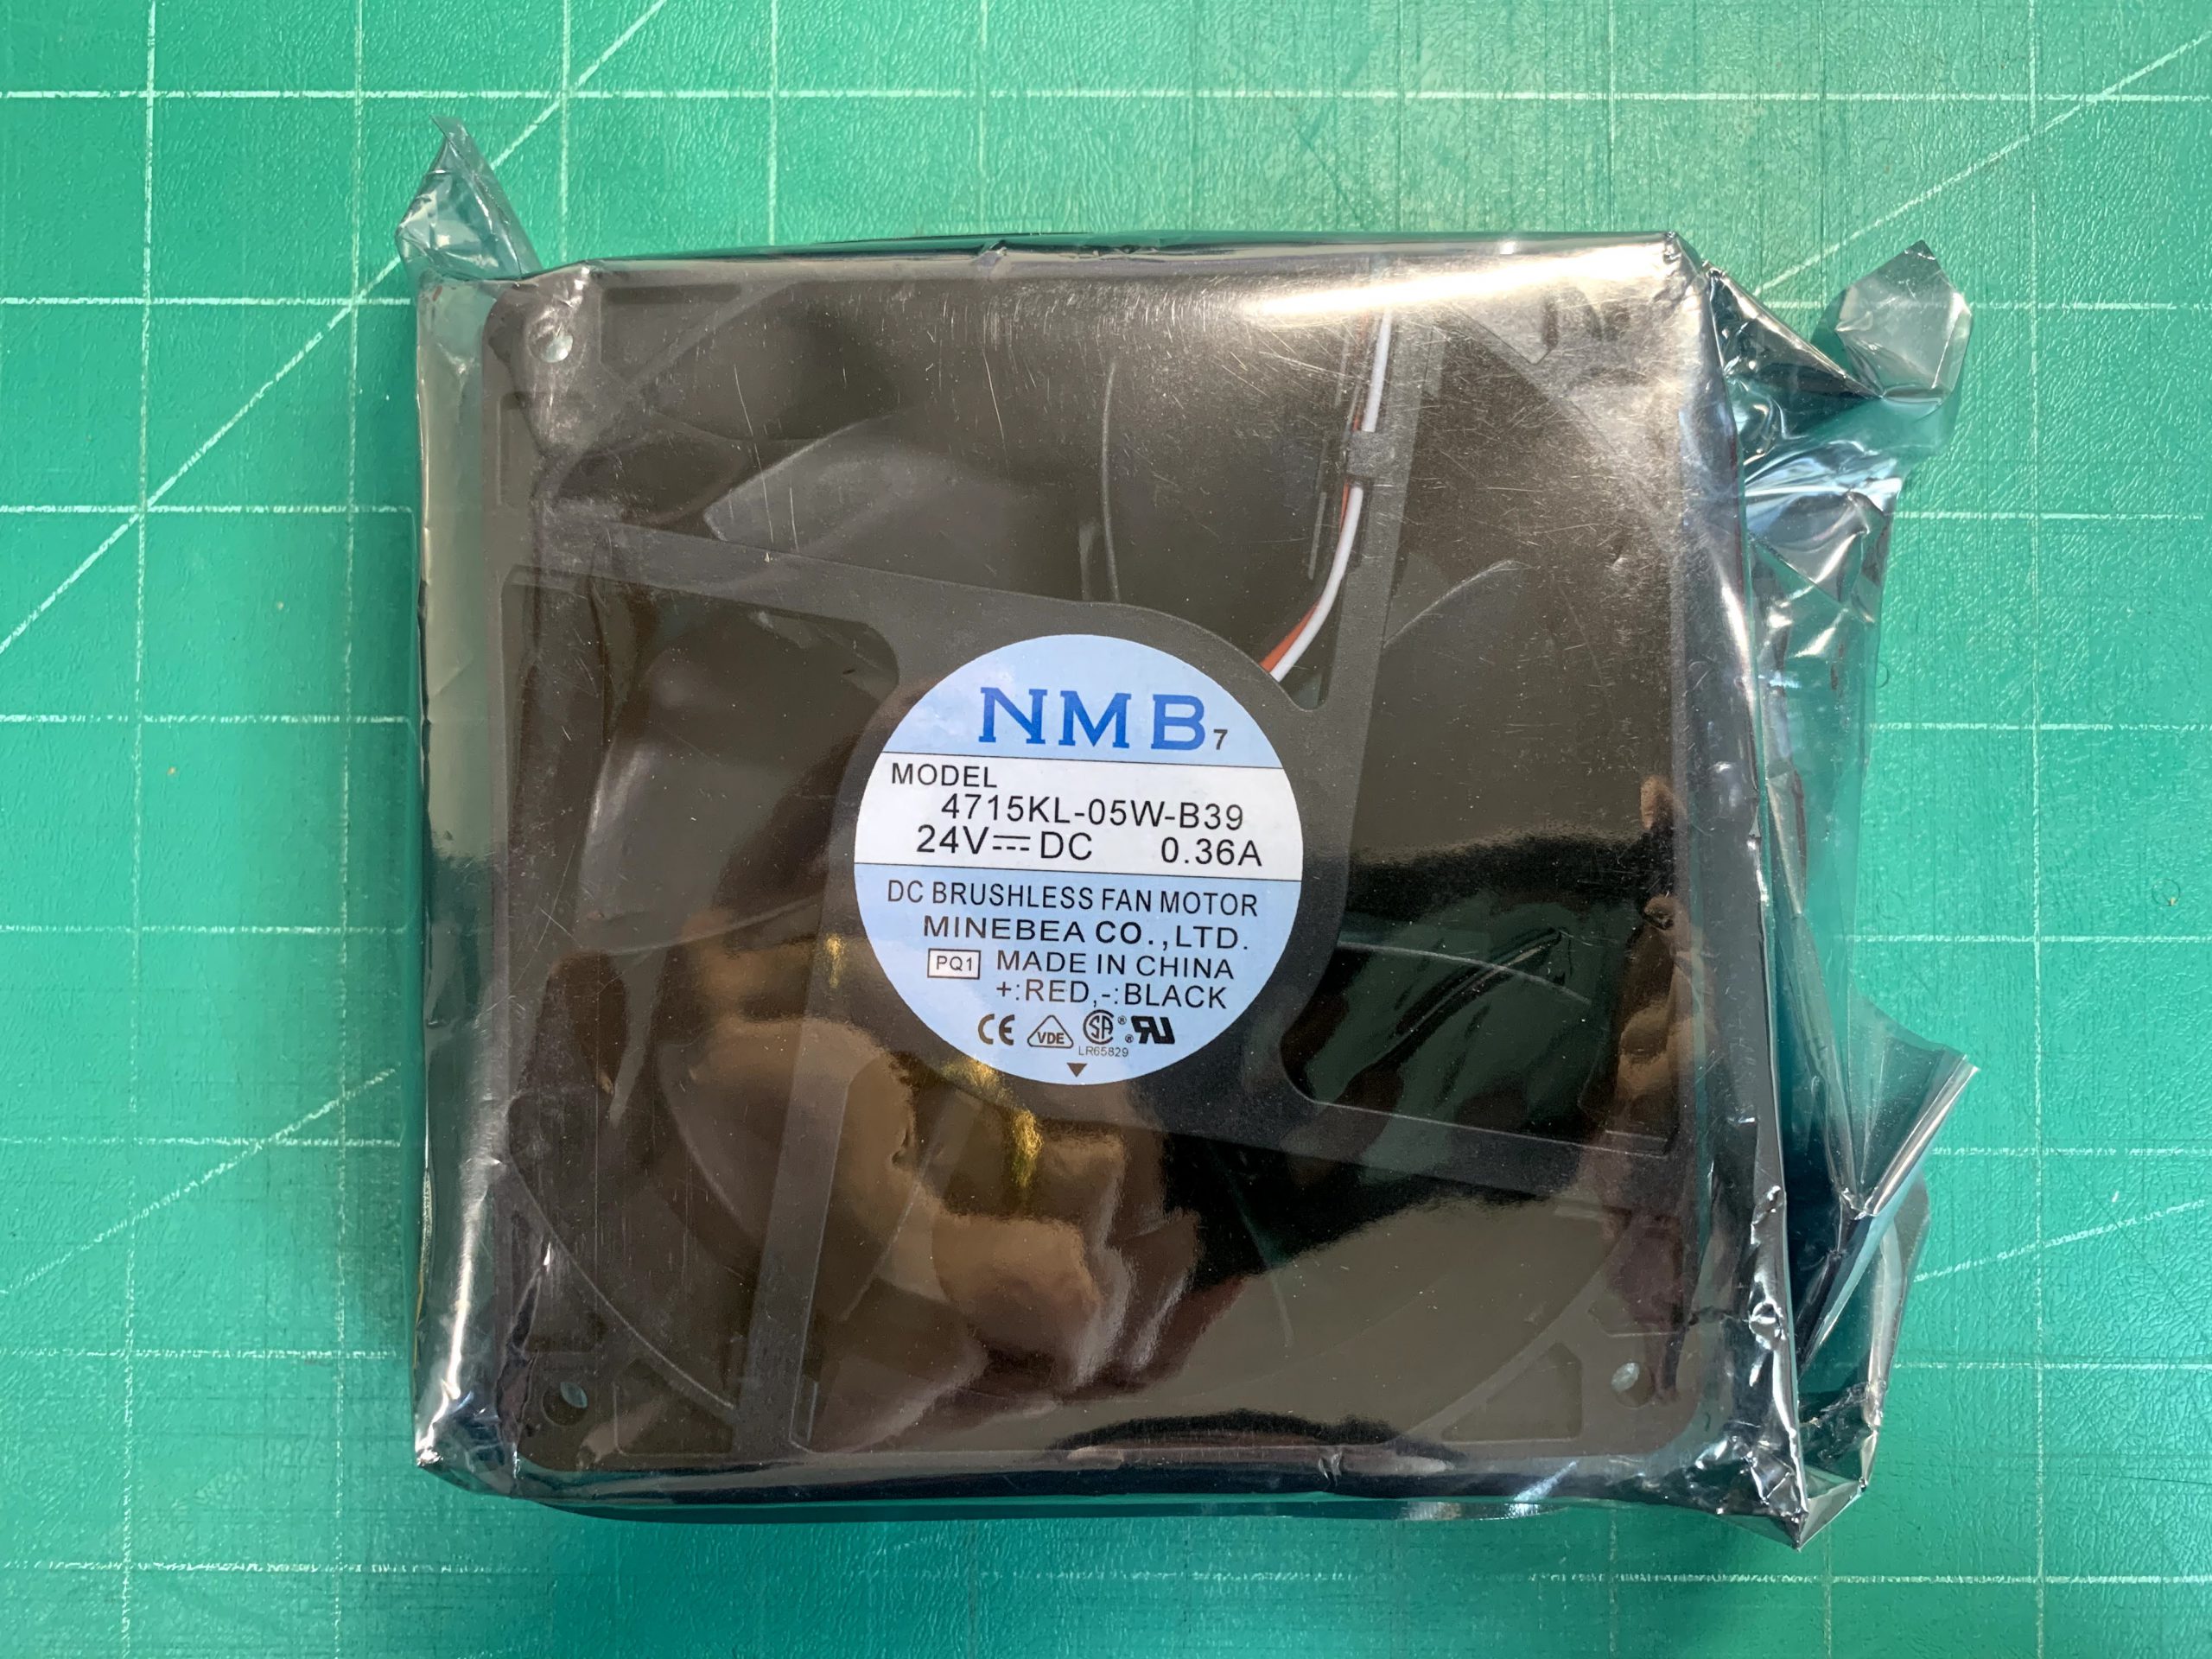 NMB7
MODEL
4715KL-05W-B39
24V⎓DC 0.36A
DC BRUSHLESS FAN MOTOR
MINEBEA CO.,LTD.
PQ1 MADE IN CHINA
+:RED,-:BLACK
CE VDE SA® ®RU
LR65829